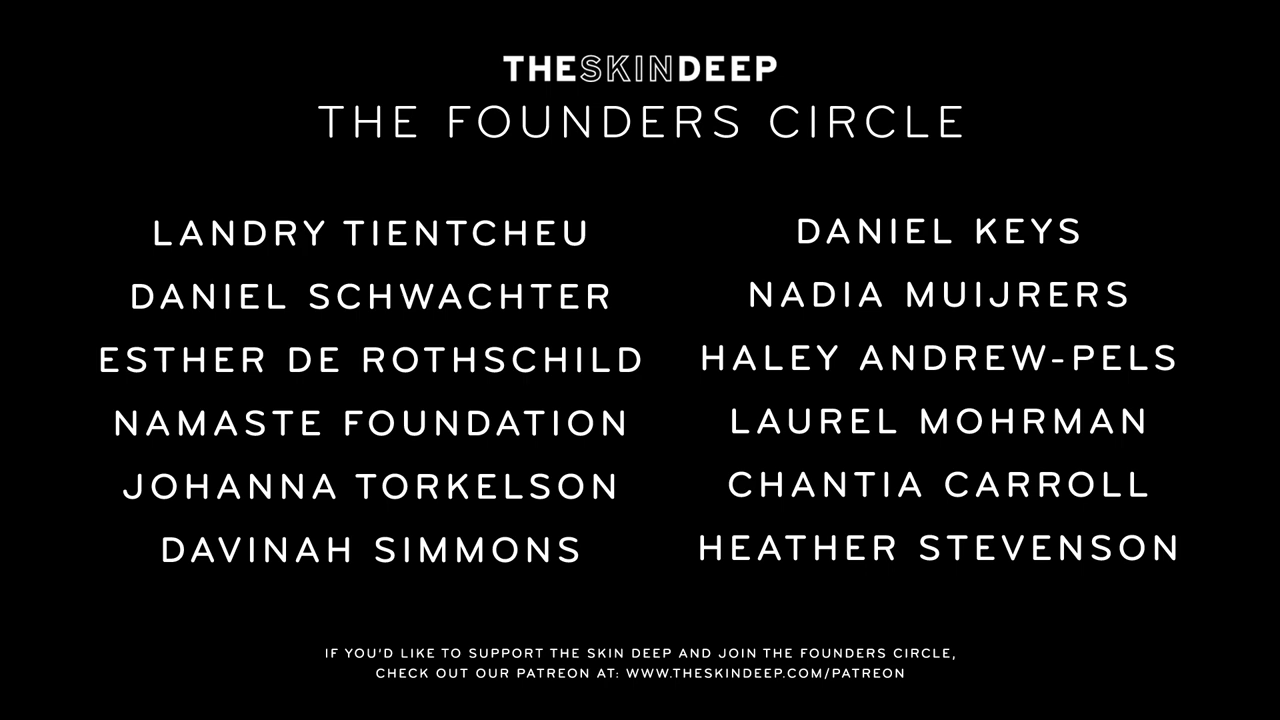 THESKINDEEP
THE FOUNDERS CIRCLE
LANDRY TIENTCHEU
DANIEL SCHWACHTER
ESTHER DE ROTHSCHILD
NAMASTE FOUNDATION
JOHANNA TORKELSON
DAVINAH SIMMONS
DANIEL KEYS
NADIA MUIJRERS
HALEY ANDREW-PELS
LAUREL MOHRMAN
CHANTIA CARROLL
HEATHER STEVENSON
IF YOU'D LIKE TO SUPPORT THE SKIN DEEP AND JOIN THE FOUNDERS CIRCLE,
CHECK OUT OUR PATREON AT: WWW.THESKINDEEP.COM/PATREON